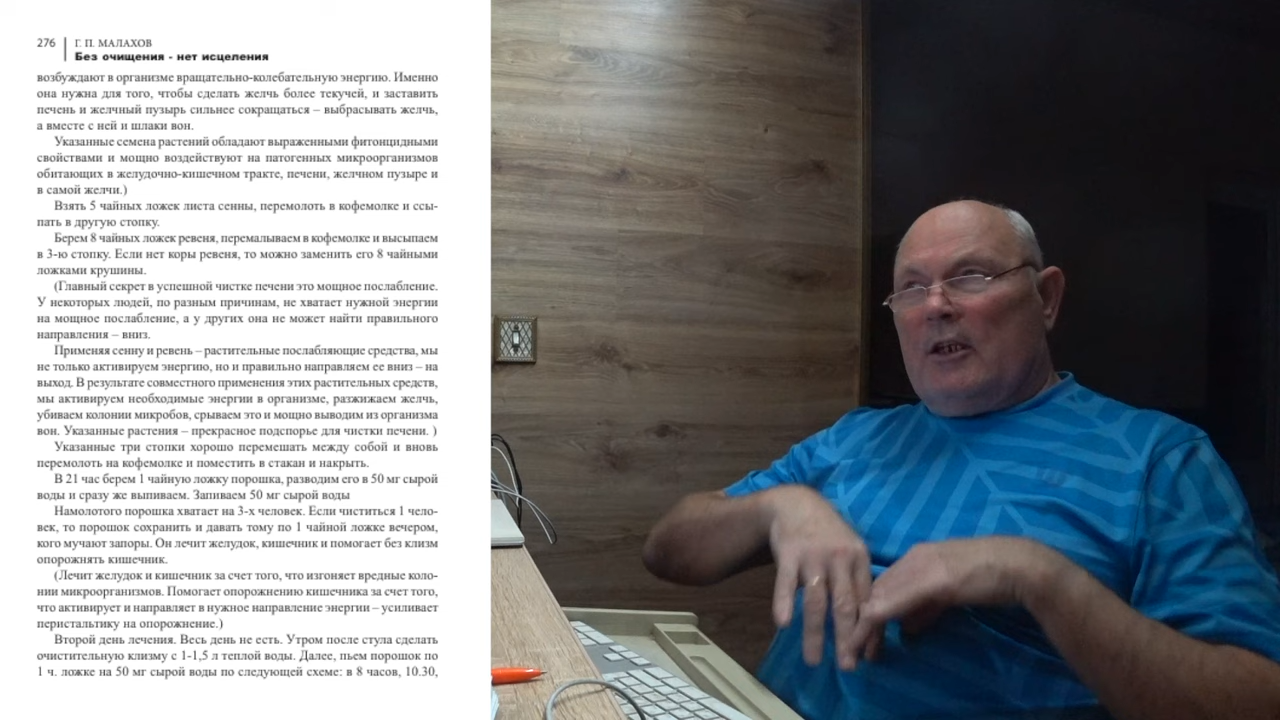 276
Г. П. МАЛАХОВ
Без очищения - нет исцеления
возбуждают в организме вращательно-колебательную энергию. Именно
она нужна для того, чтобы сделать желчь более текучей, и заставить
печень и желчный пузырь сильнее сокращаться – выбрасывать желчь,
а вместе с ней и шлаки вон.
Указанные семена растений обладают выраженными фитонцидными
свойствами и мощно воздействуют на патогенных микроорганизмов
обитающих в желудочно-кишечном тракте, печени, желчном пузыре и
в самой желчи.)
Взять 5 чайных ложек листа сенны, перемолоть в кофемолке и ссы-
пать в другую стопку.
Берем 8 чайных ложек ревеня, перемалываем в кофемолке и высыпаем
в 3-ю стопку. Если нет коры ревеня, то можно заменить его 8 чайными
ложками крушины.
(Главный секрет в успешной чистке печени это мощное послабление.
У некоторых людей, по разным причинам, не хватает нужной энергии
на мощное послабление, а у других она не может найти правильного
направления – вниз.
Применяя сенну и ревень – растительные послабляющие средства, мы
не только активируем энергию, но и правильно направляем ее вниз – на
выход. В результате совместного применения этих растительных средств,
мы активируем необходимые энергии в организме, разжижаем желчь,
убиваем колонии микробов, срываем это и мощно выводим из организма
вон. Указанные растения – прекрасное подспорье для чистки печени. )
Указанные три стопки хорошо перемешать между собой и вновь
перемолоть на кофемолке и поместить в стакан и накрыть.
В 21 час берем 1 чайную ложку порошка, разводим его в 50 мг сырой
воды и сразу же выпиваем. Запиваем 50 мг сырой воды
Намолотого порошка хватает на 3-х человек. Если чиститься 1 чело-
век, то порошок сохранить и давать тому по 1 чайной ложке вечером,
кого мучают запоры. Он лечит желудок, кишечник и помогает без клизм
опорожнять кишечник.
(Лечит желудок и кишечник за счет того, что изгоняет вредные коло-
нии микроорганизмов. Помогает опорожнению кишечника за счет того,
что активирует и направляет в нужное направление энергии – усиливает
перистальтику на опорожнение.)
Второй день лечения. Весь день не есть. Утром после стула сделать
очистительную клизму с 1-1,5 л теплой воды. Далее, пьем порошок по
1 ч. ложке на 50 мг сырой воды по следующей схеме: в 8 часов, 10.30,